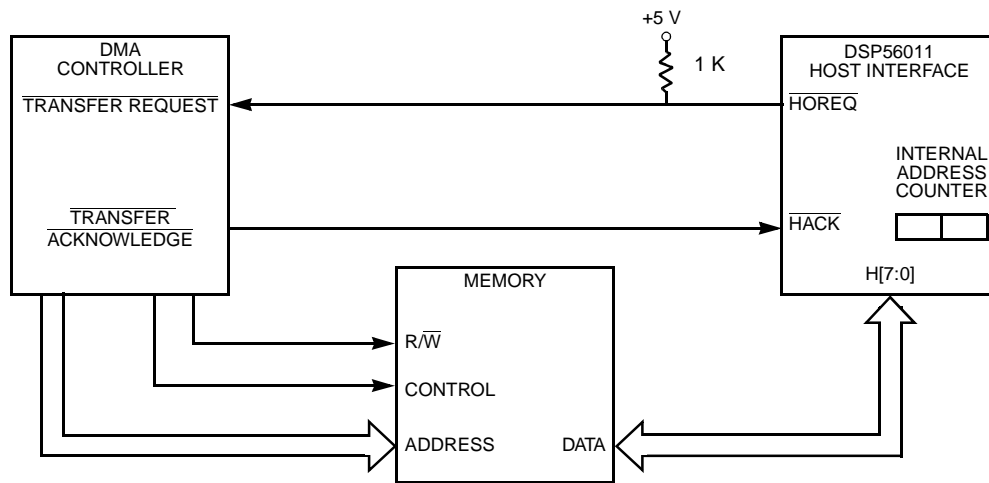 +5 V
1 K
DMA
CONTROLLER
TRANSFER REQUEST
TRANSFER
ACKNOWLEDGE
DSP56011
HOST INTERFACE
HOREQ
INTERNAL
ADDRESS
COUNTER
HACK
H[7:0]
MEMORY
R/W
CONTROL
ADDRESS
DATA